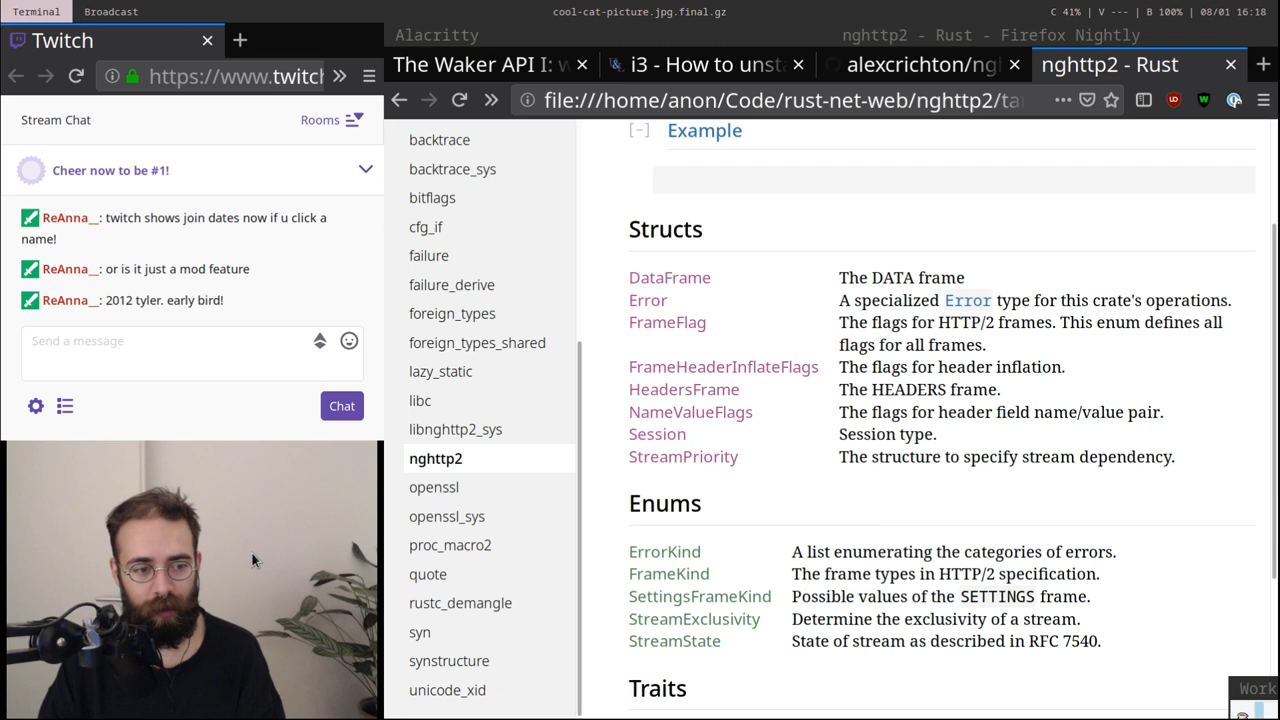 Terminal Broadcast cool-cat-picture.jpg.final.gz C 41% | V --- | B 100% | 08/01 16:18
Twitch
https://www.twitch
Stream Chat Rooms
Cheer now to be #1!
ReAnna__: twitch shows join dates now if u click a
name!
ReAnna__: or is it just a mod feature
ReAnna__: 2012 tyler. early bird!
Send a message
Chat
Alacritty nghttp2 - Rust - Firefox Nightly
The Waker API I: w i3 - How to unsta alexcrichton/ngh nghttp2 - Rust
file:///home/anon/Code/rust-net-web/nghttp2/tar
backtrace
backtrace_sys
bitflags
cfg_if
failure
failure_derive
foreign_types
foreign_types_shared
lazy_static
libc
libnghttp2_sys
nghttp2
openssl
openssl_sys
proc_macro2
quote
rustc_demangle
syn
synstructure
unicode_xid
[-] Example
Structs
DataFrame The DATA frame
Error A specialized Error type for this crate's operations.
FrameFlag The flags for HTTP/2 frames. This enum defines all
flags for all frames.
FrameHeaderInflateFlags The flags for header inflation.
HeadersFrame The HEADERS frame.
NameValueFlags The flags for header field name/value pair.
Session Session type.
StreamPriority The structure to specify stream dependency.
Enums
ErrorKind A list enumerating the categories of errors.
FrameKind The frame types in HTTP/2 specification.
SettingsFrameKind Possible values of the SETTINGS frame.
StreamExclusivity Determine the exclusivity of a stream.
StreamState State of stream as described in RFC 7540.
Traits
Work